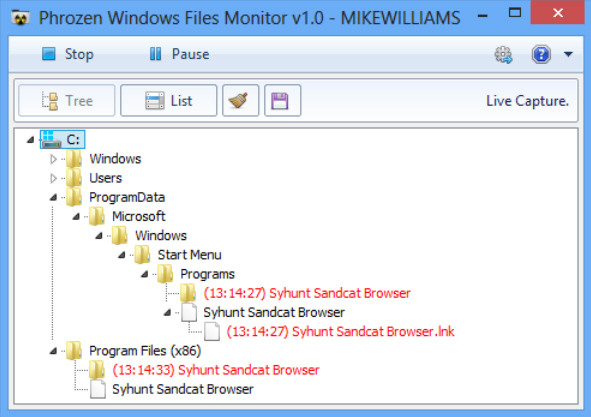 Phrozen Windows Files Monitor v1.0 - MIKEWILLIAMS
Stop Pause
Tree List Live Capture.
C:
Windows
Users
ProgramData
Microsoft
Windows
Start Menu
Programs
(13:14:27) Syhunt Sandcat Browser
Syhunt Sandcat Browser
(13:14:27) Syhunt Sandcat Browser.lnk
Program Files (x86)
(13:14:33) Syhunt Sandcat Browser
Syhunt Sandcat Browser